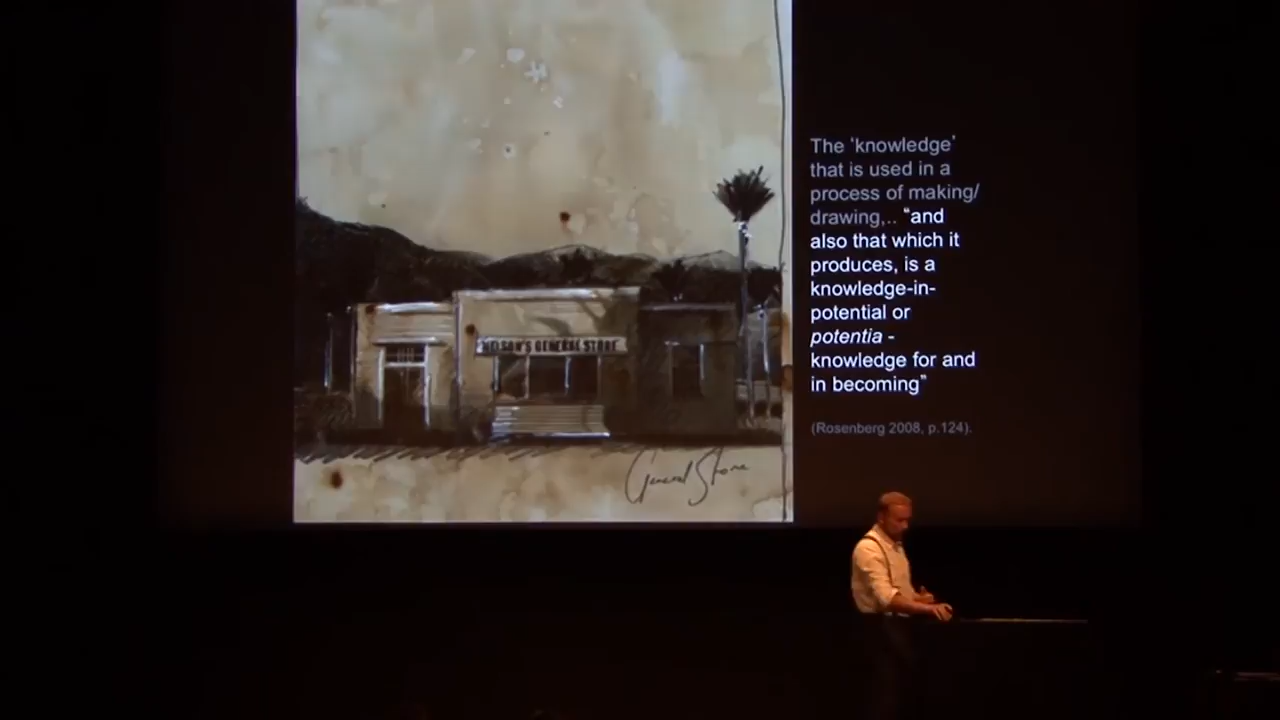 NELSON'S GENERAL STORE
General Store
The ‘knowledge’
that is used in a
process of making/
drawing,.. “and
also that which it
produces, is a
knowledge-in-
potential or
potentia -
knowledge for and
in becoming”
(Rosenberg 2008, p.124).